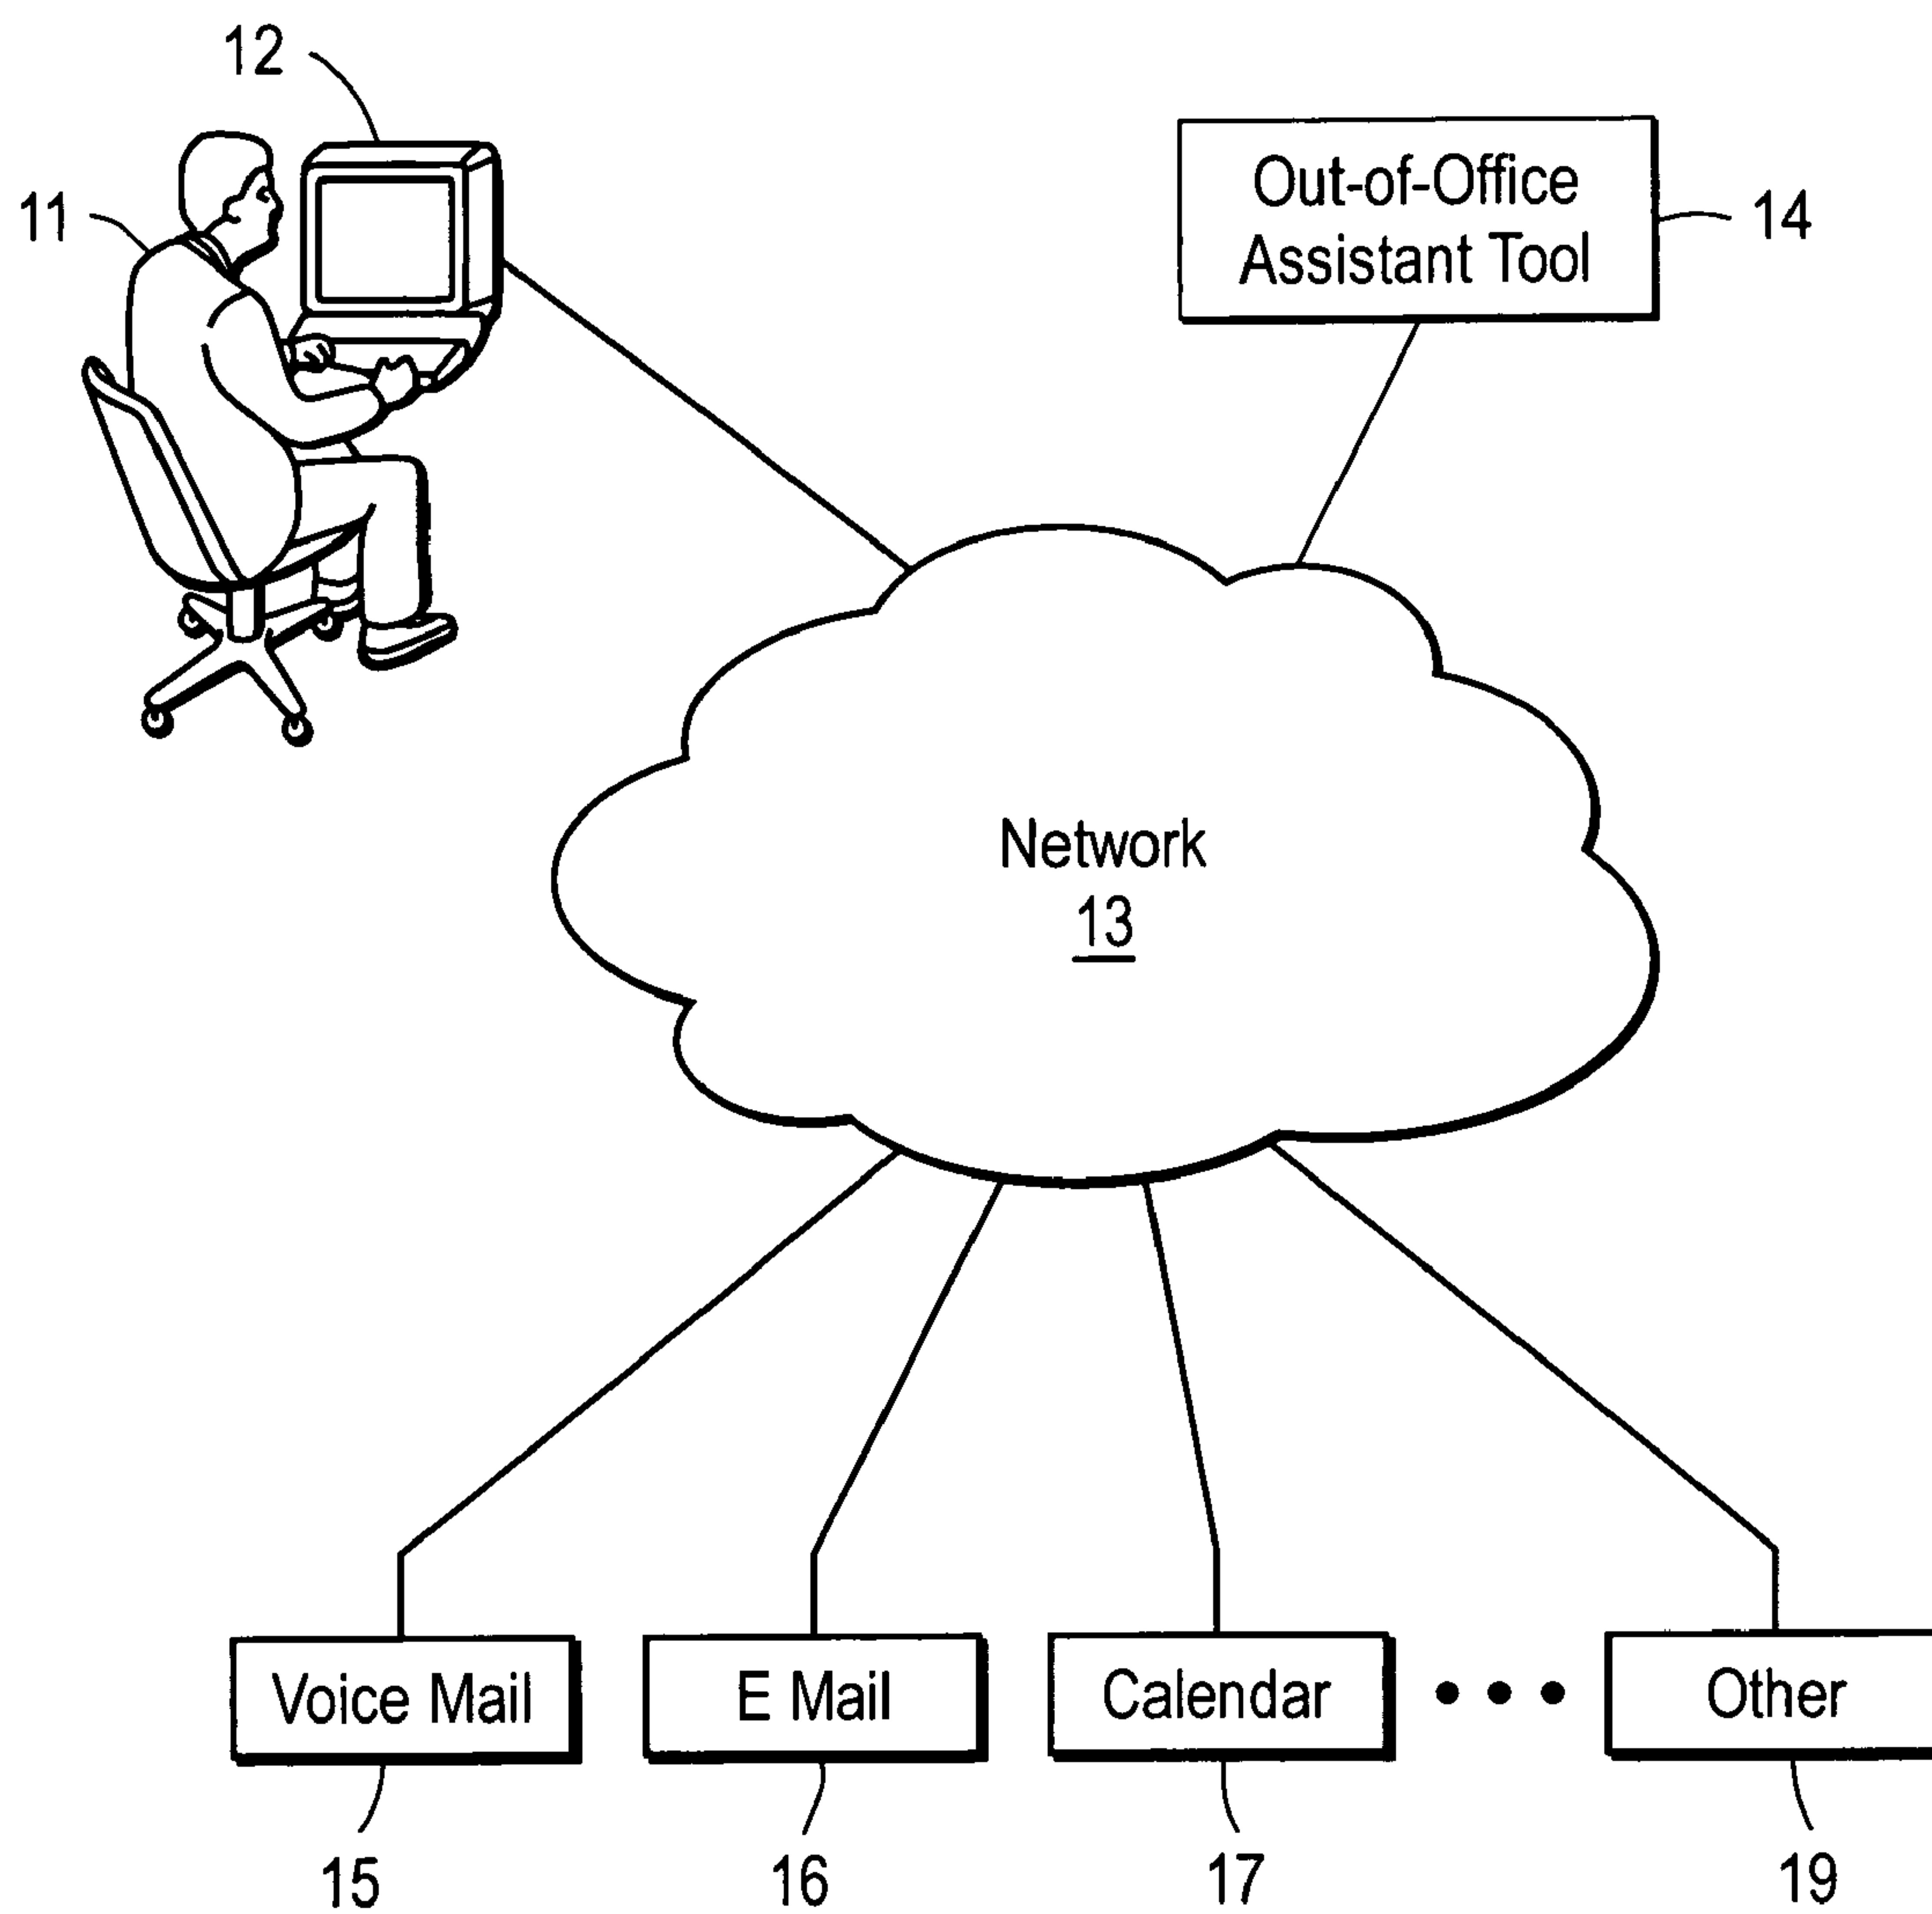 12
11
Out-of-Office
Assistant Tool
14
Network
13
Voice Mail
E Mail
Calendar
Other
15
16
17
19